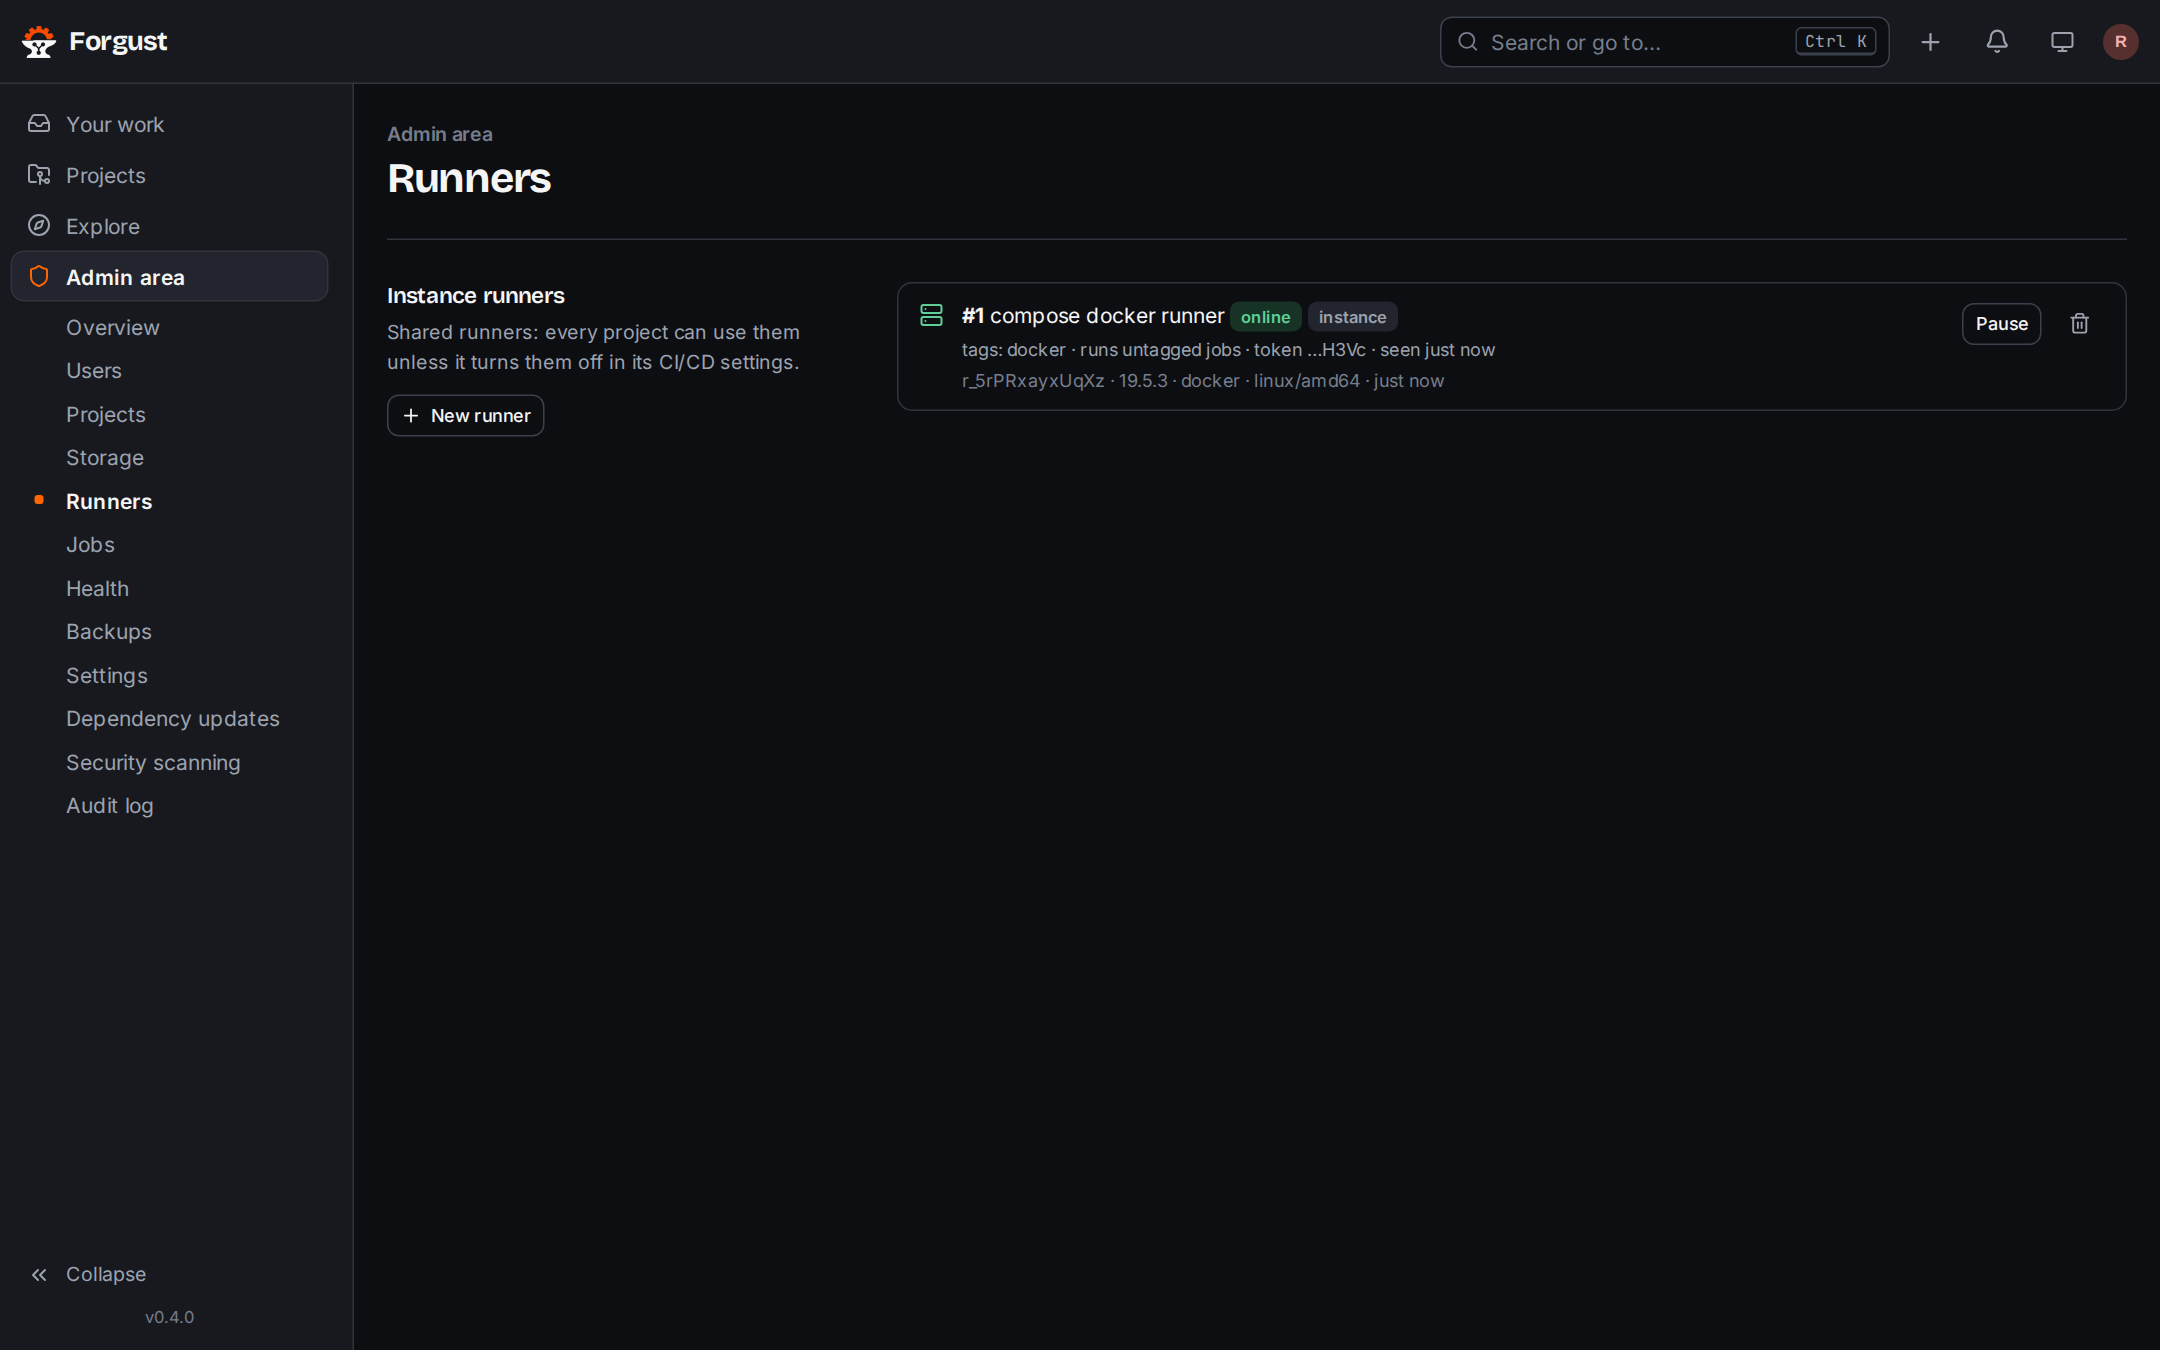 Forgust
Search or go to...
Ctrl K
R
Your work
Projects
Explore
Admin area
Overview
Users
Projects
Storage
Runners
Jobs
Health
Backups
Settings
Dependency updates
Security scanning
Audit log
Collapse
v0.4.0
Admin area
Runners
Instance runners
Shared runners: every project can use them
unless it turns them off in its CI/CD settings.
New runner
#1 compose docker runner online instance
tags: docker · runs untagged jobs · token …H3Vc · seen just now
r_5rPRxayxUqXz · 19.5.3 · docker · linux/amd64 · just now
Pause